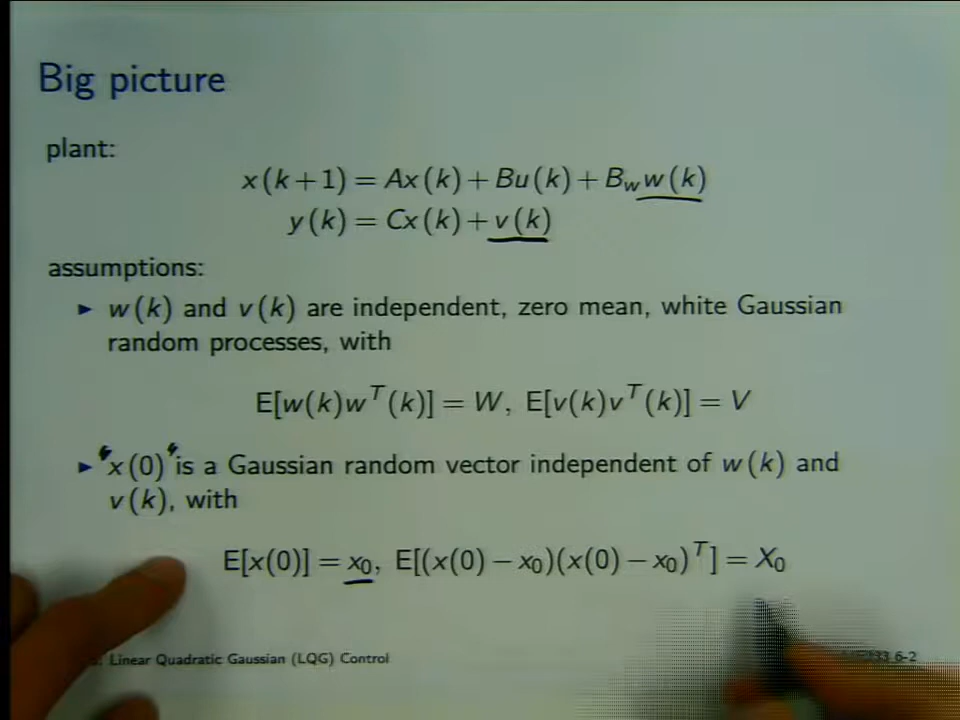 Big picture
plant:
x(k+1) = Ax(k) + Bu(k) + B_w w(k)
y(k) = Cx(k) + v(k)
assumptions:
► w(k) and v(k) are independent, zero mean, white Gaussian
random processes, with
E[w(k)w^T(k)] = W, E[v(k)v^T(k)] = V
► x(0) is a Gaussian random vector independent of w(k) and
v(k), with
E[x(0)] = x_0, E[(x(0) − x_0)(x(0) − x_0)^T] = X_0
Linear Quadratic Gaussian (LQG) Control
6-2